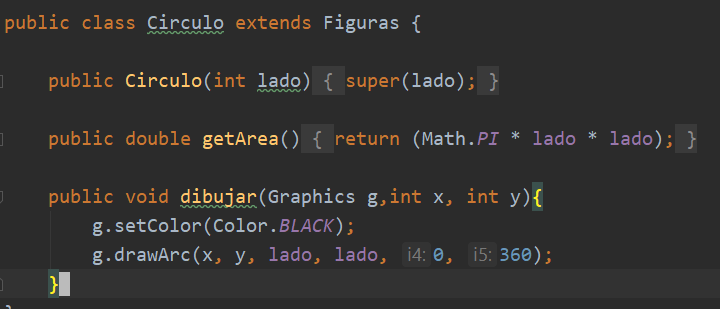 public class Circulo extends Figuras {
public Circulo(int lado) { super(lado); }
public double getArea() { return (Math.PI * lado * lado); }
public void dibujar(Graphics g,int x, int y){
g.setColor(Color.BLACK);
g.drawArc(x, y, lado, lado, i4: 0, i5: 360);
}